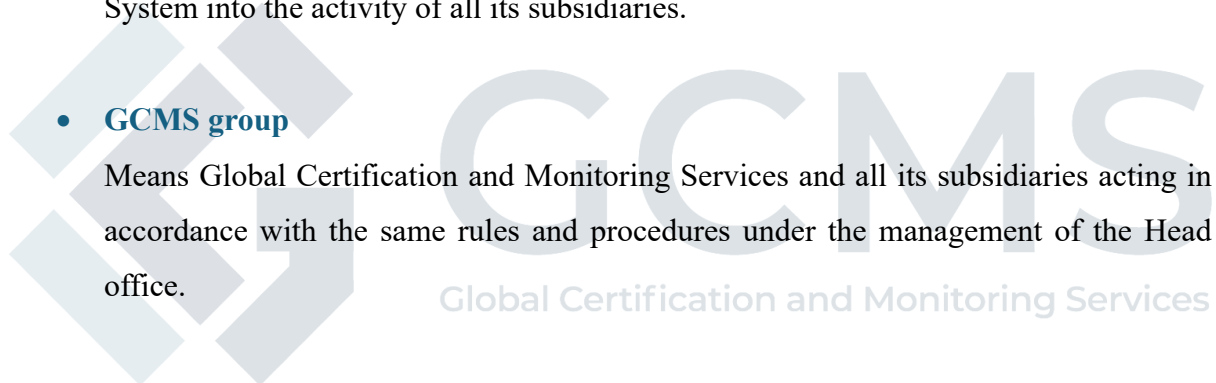 System into the activity of all its subsidiaries.
• GCMS group
Means Global Certification and Monitoring Services and all its subsidiaries acting in
accordance with the same rules and procedures under the management of the Head
office.
GCMS
Global Certification and Monitoring Services